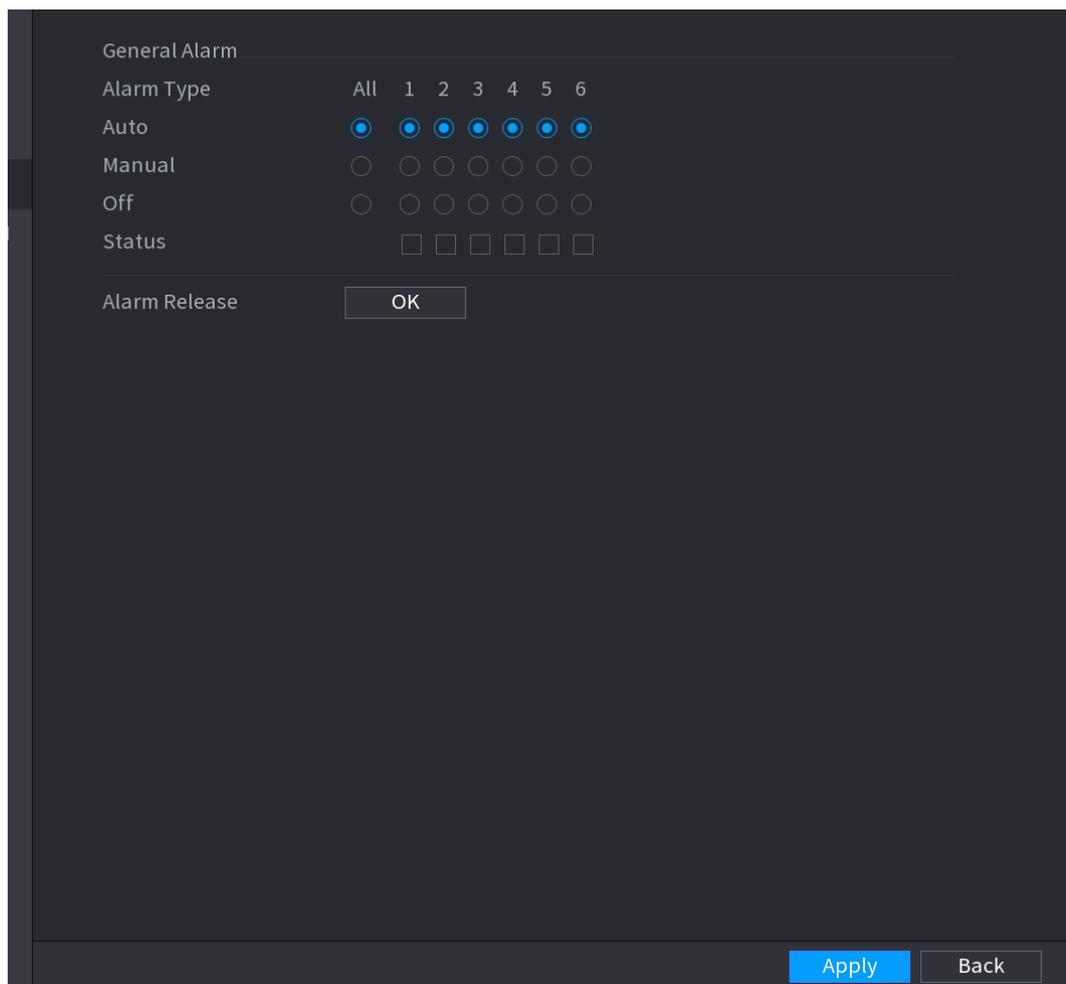 General Alarm
Alarm Type All 1 2 3 4 5 6
Auto
Manual
Off
Status
Alarm Release OK
Apply Back